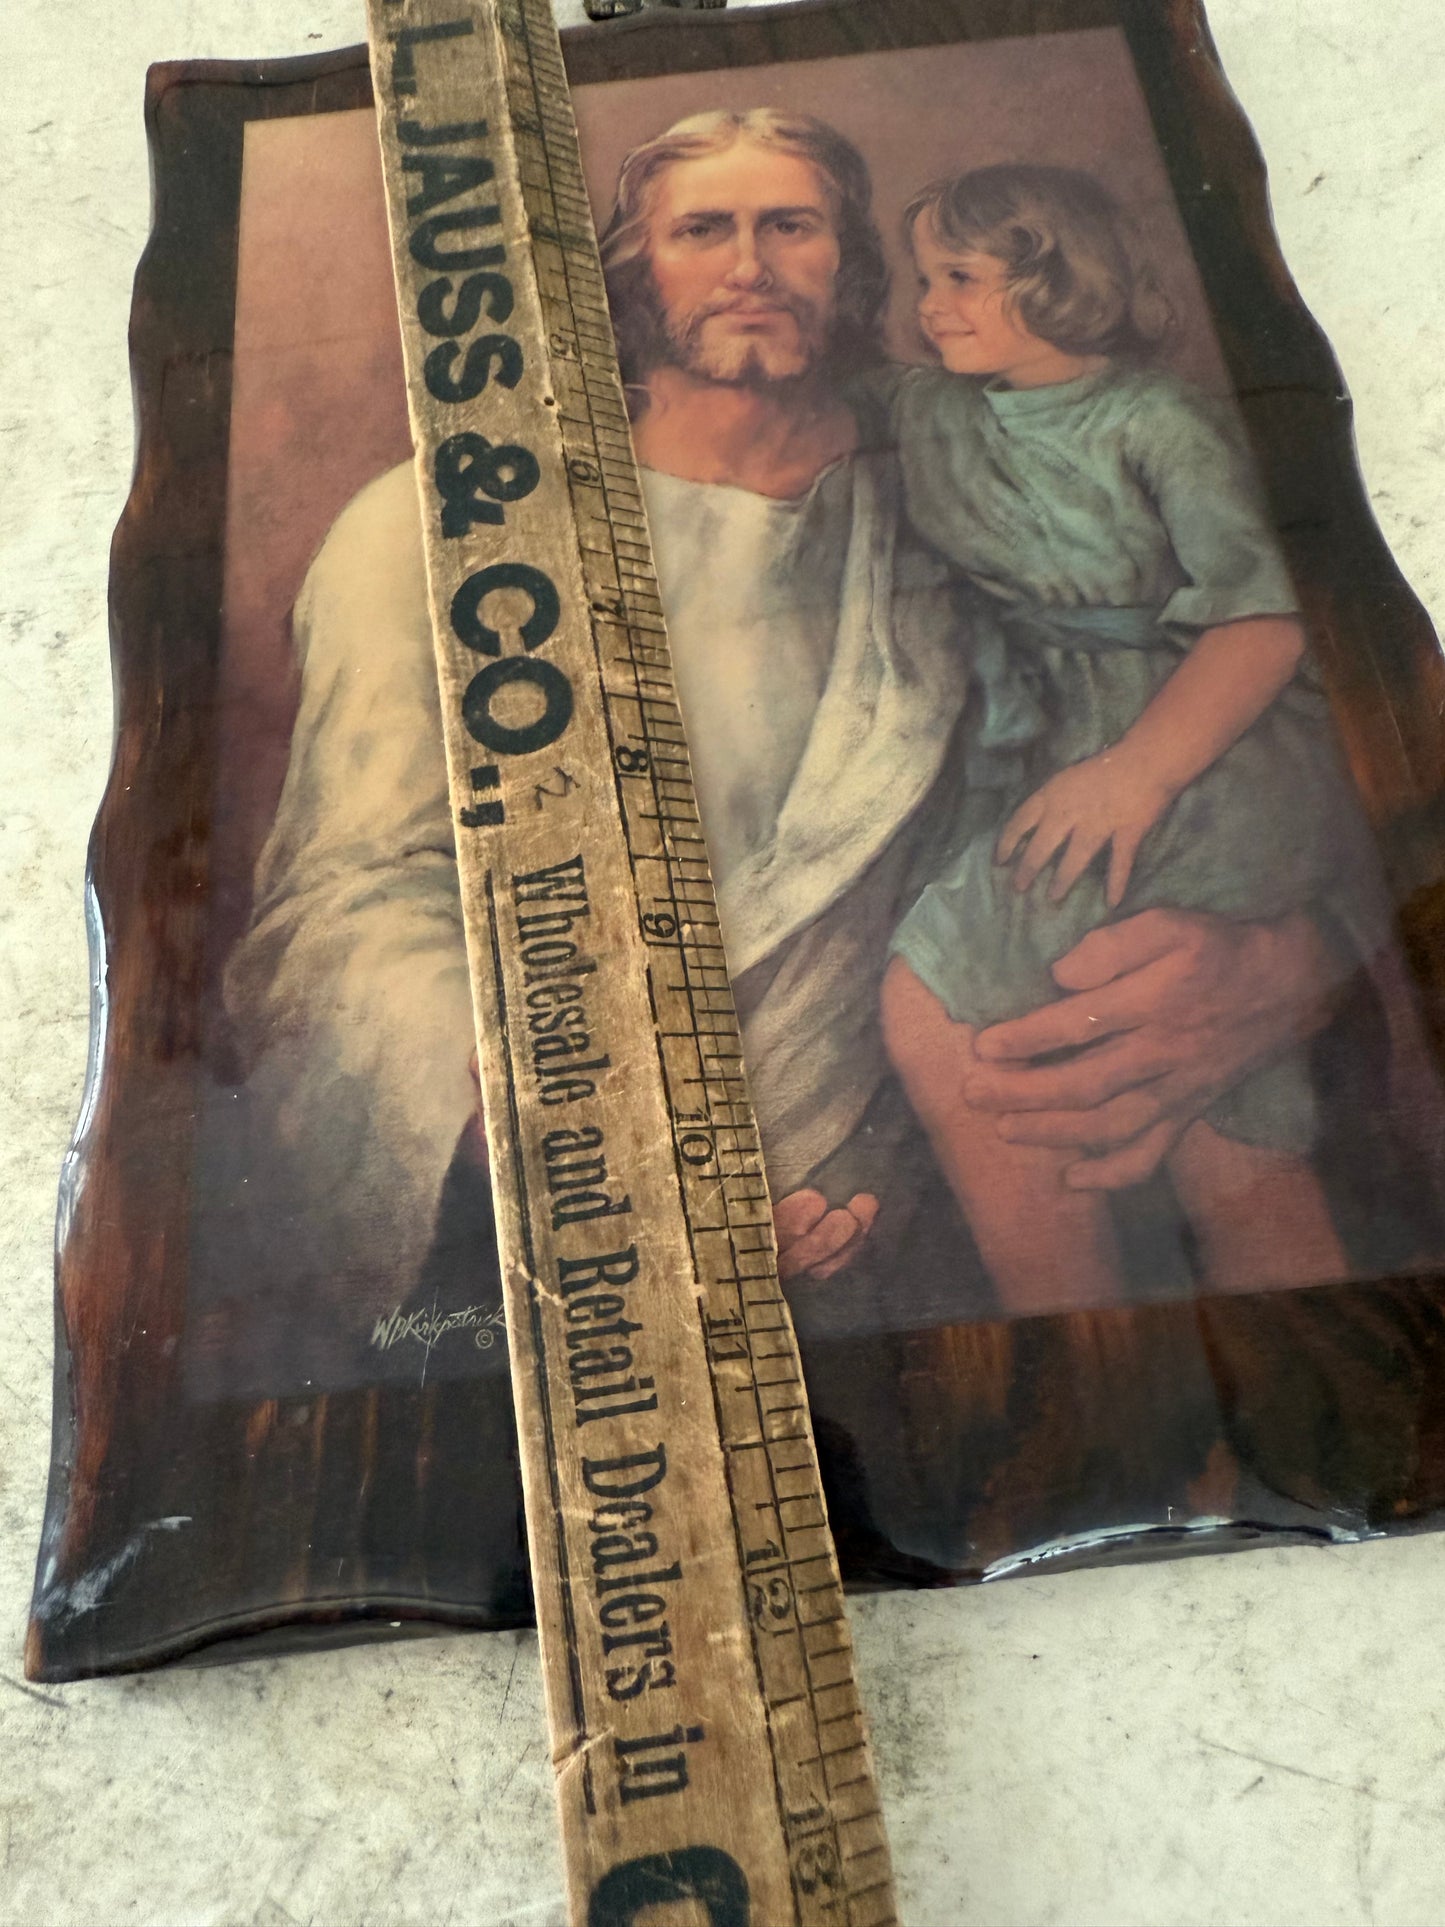 L. JAUSS & CO.,
Wholesale and Retail Dealers in
5 6 7 8 9 10 11 12 13
WDKirkpatrick ©